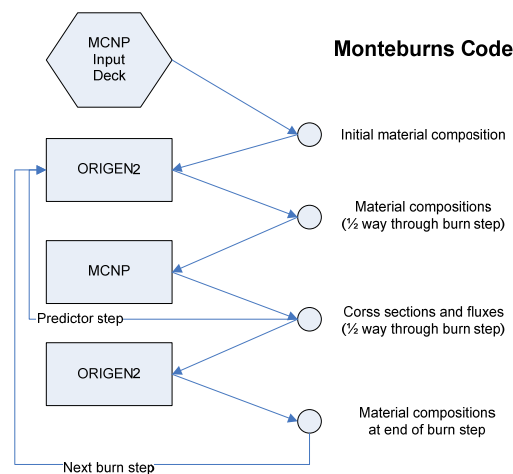 MCNP
Input
Deck
Monteburns Code
Initial material composition
ORIGEN2
Material compositions
(½ way through burn step)
MCNP
Predictor step
Corss sections and fluxes
(½ way through burn step)
ORIGEN2
Material compositions
at end of burn step
Next burn step